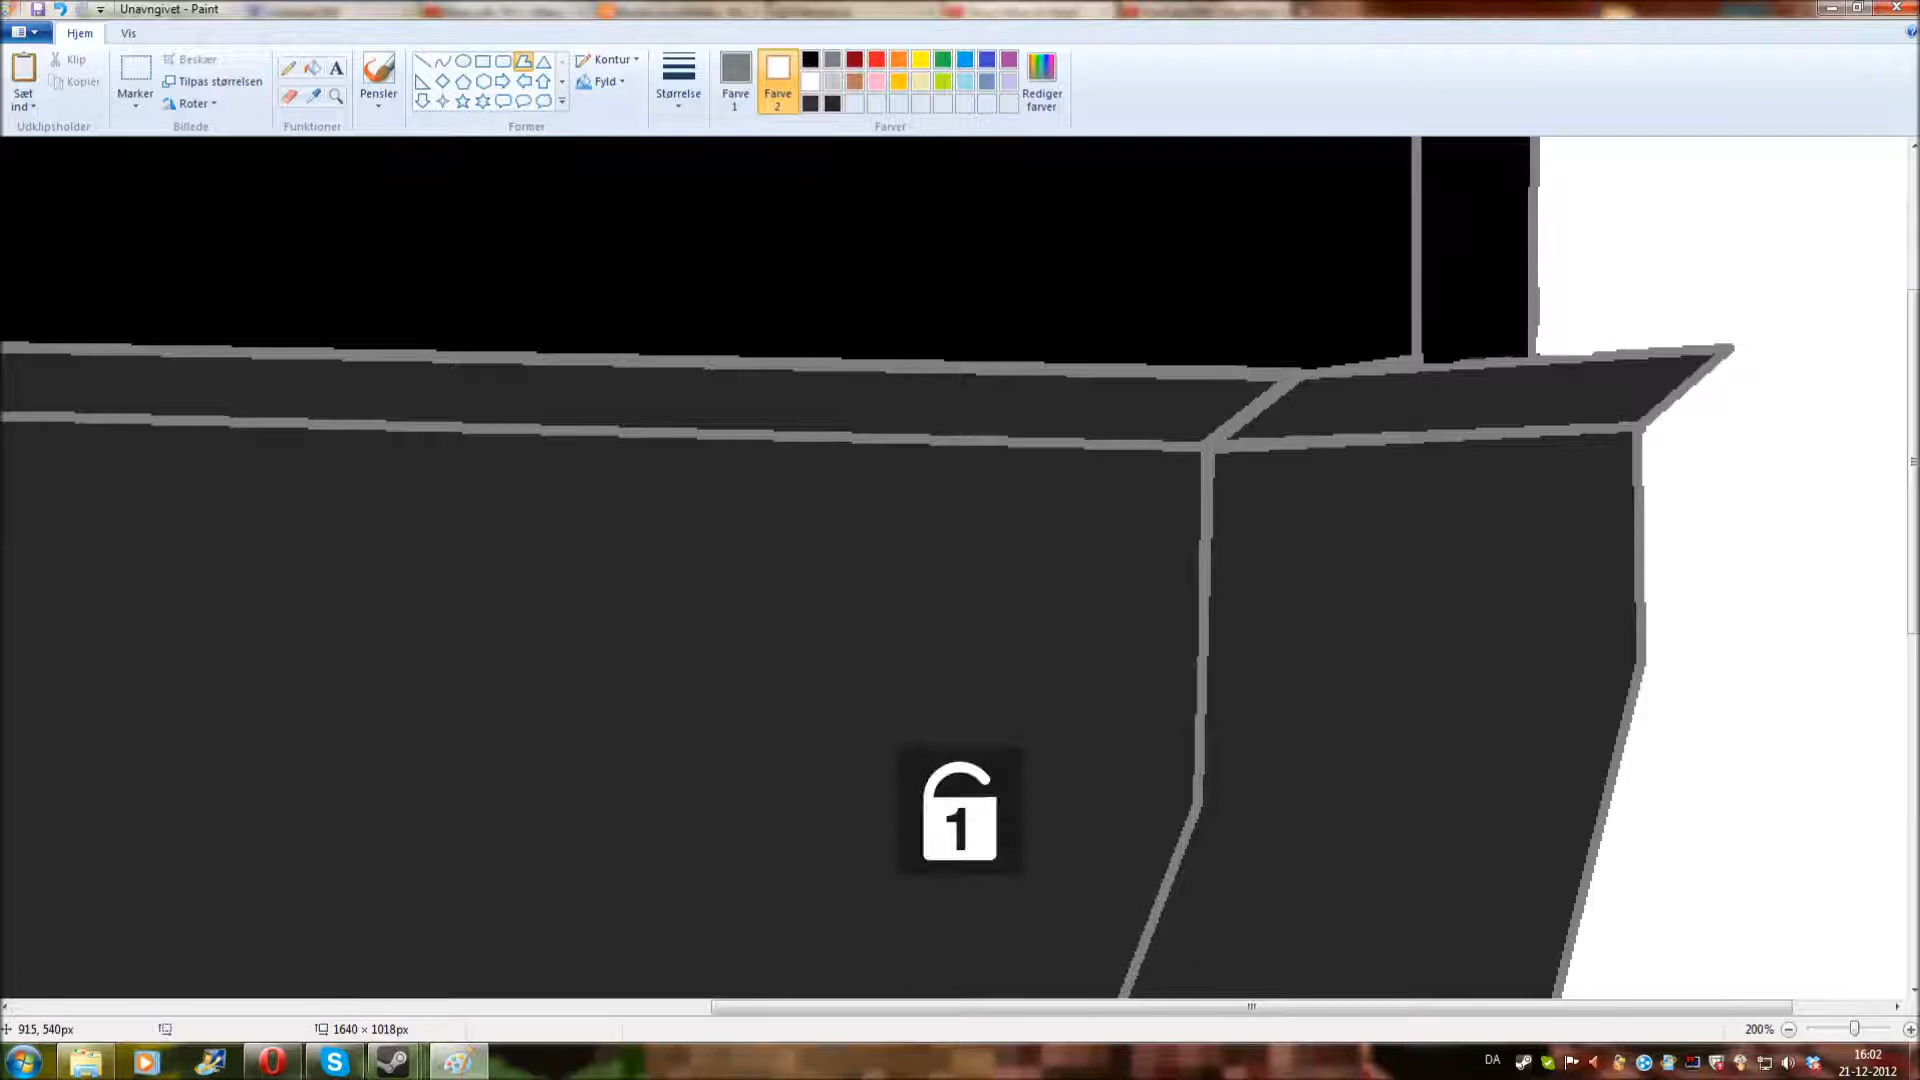 Unavngivet - Paint
Hjem
Vis
Klip
Kopier
Sæt
ind
Udklipsholder
Marker
Beskær
Tilpas størrelsen
Roter
Billede
A
Funktioner
Pensler
Former
Kontur
Fyld
Størrelse
Farve
1
Farve
2
Rediger
farver
Farver
1
915, 540px
1640 × 1018px
200%
DA
16:02
21-12-2012